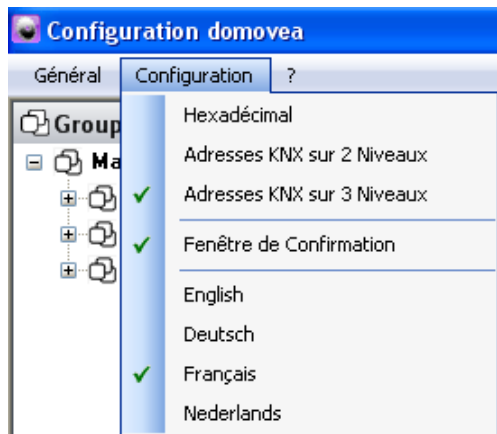 Configuration domovea
Général Configuration ?
Group
Ma
Hexadécimal
Adresses KNX sur 2 Niveaux
Adresses KNX sur 3 Niveaux
Fenêtre de Confirmation
English
Deutsch
Français
Nederlands